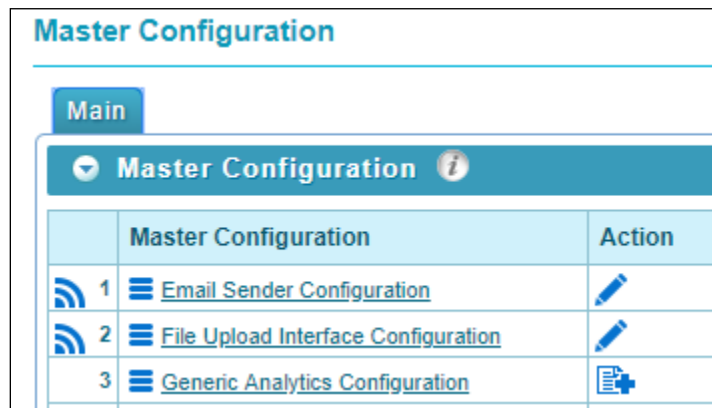 Master Configuration
Main
Master Configuration i
Master Configuration Action
1 Email Sender Configuration
2 File Upload Interface Configuration
3 Generic Analytics Configuration